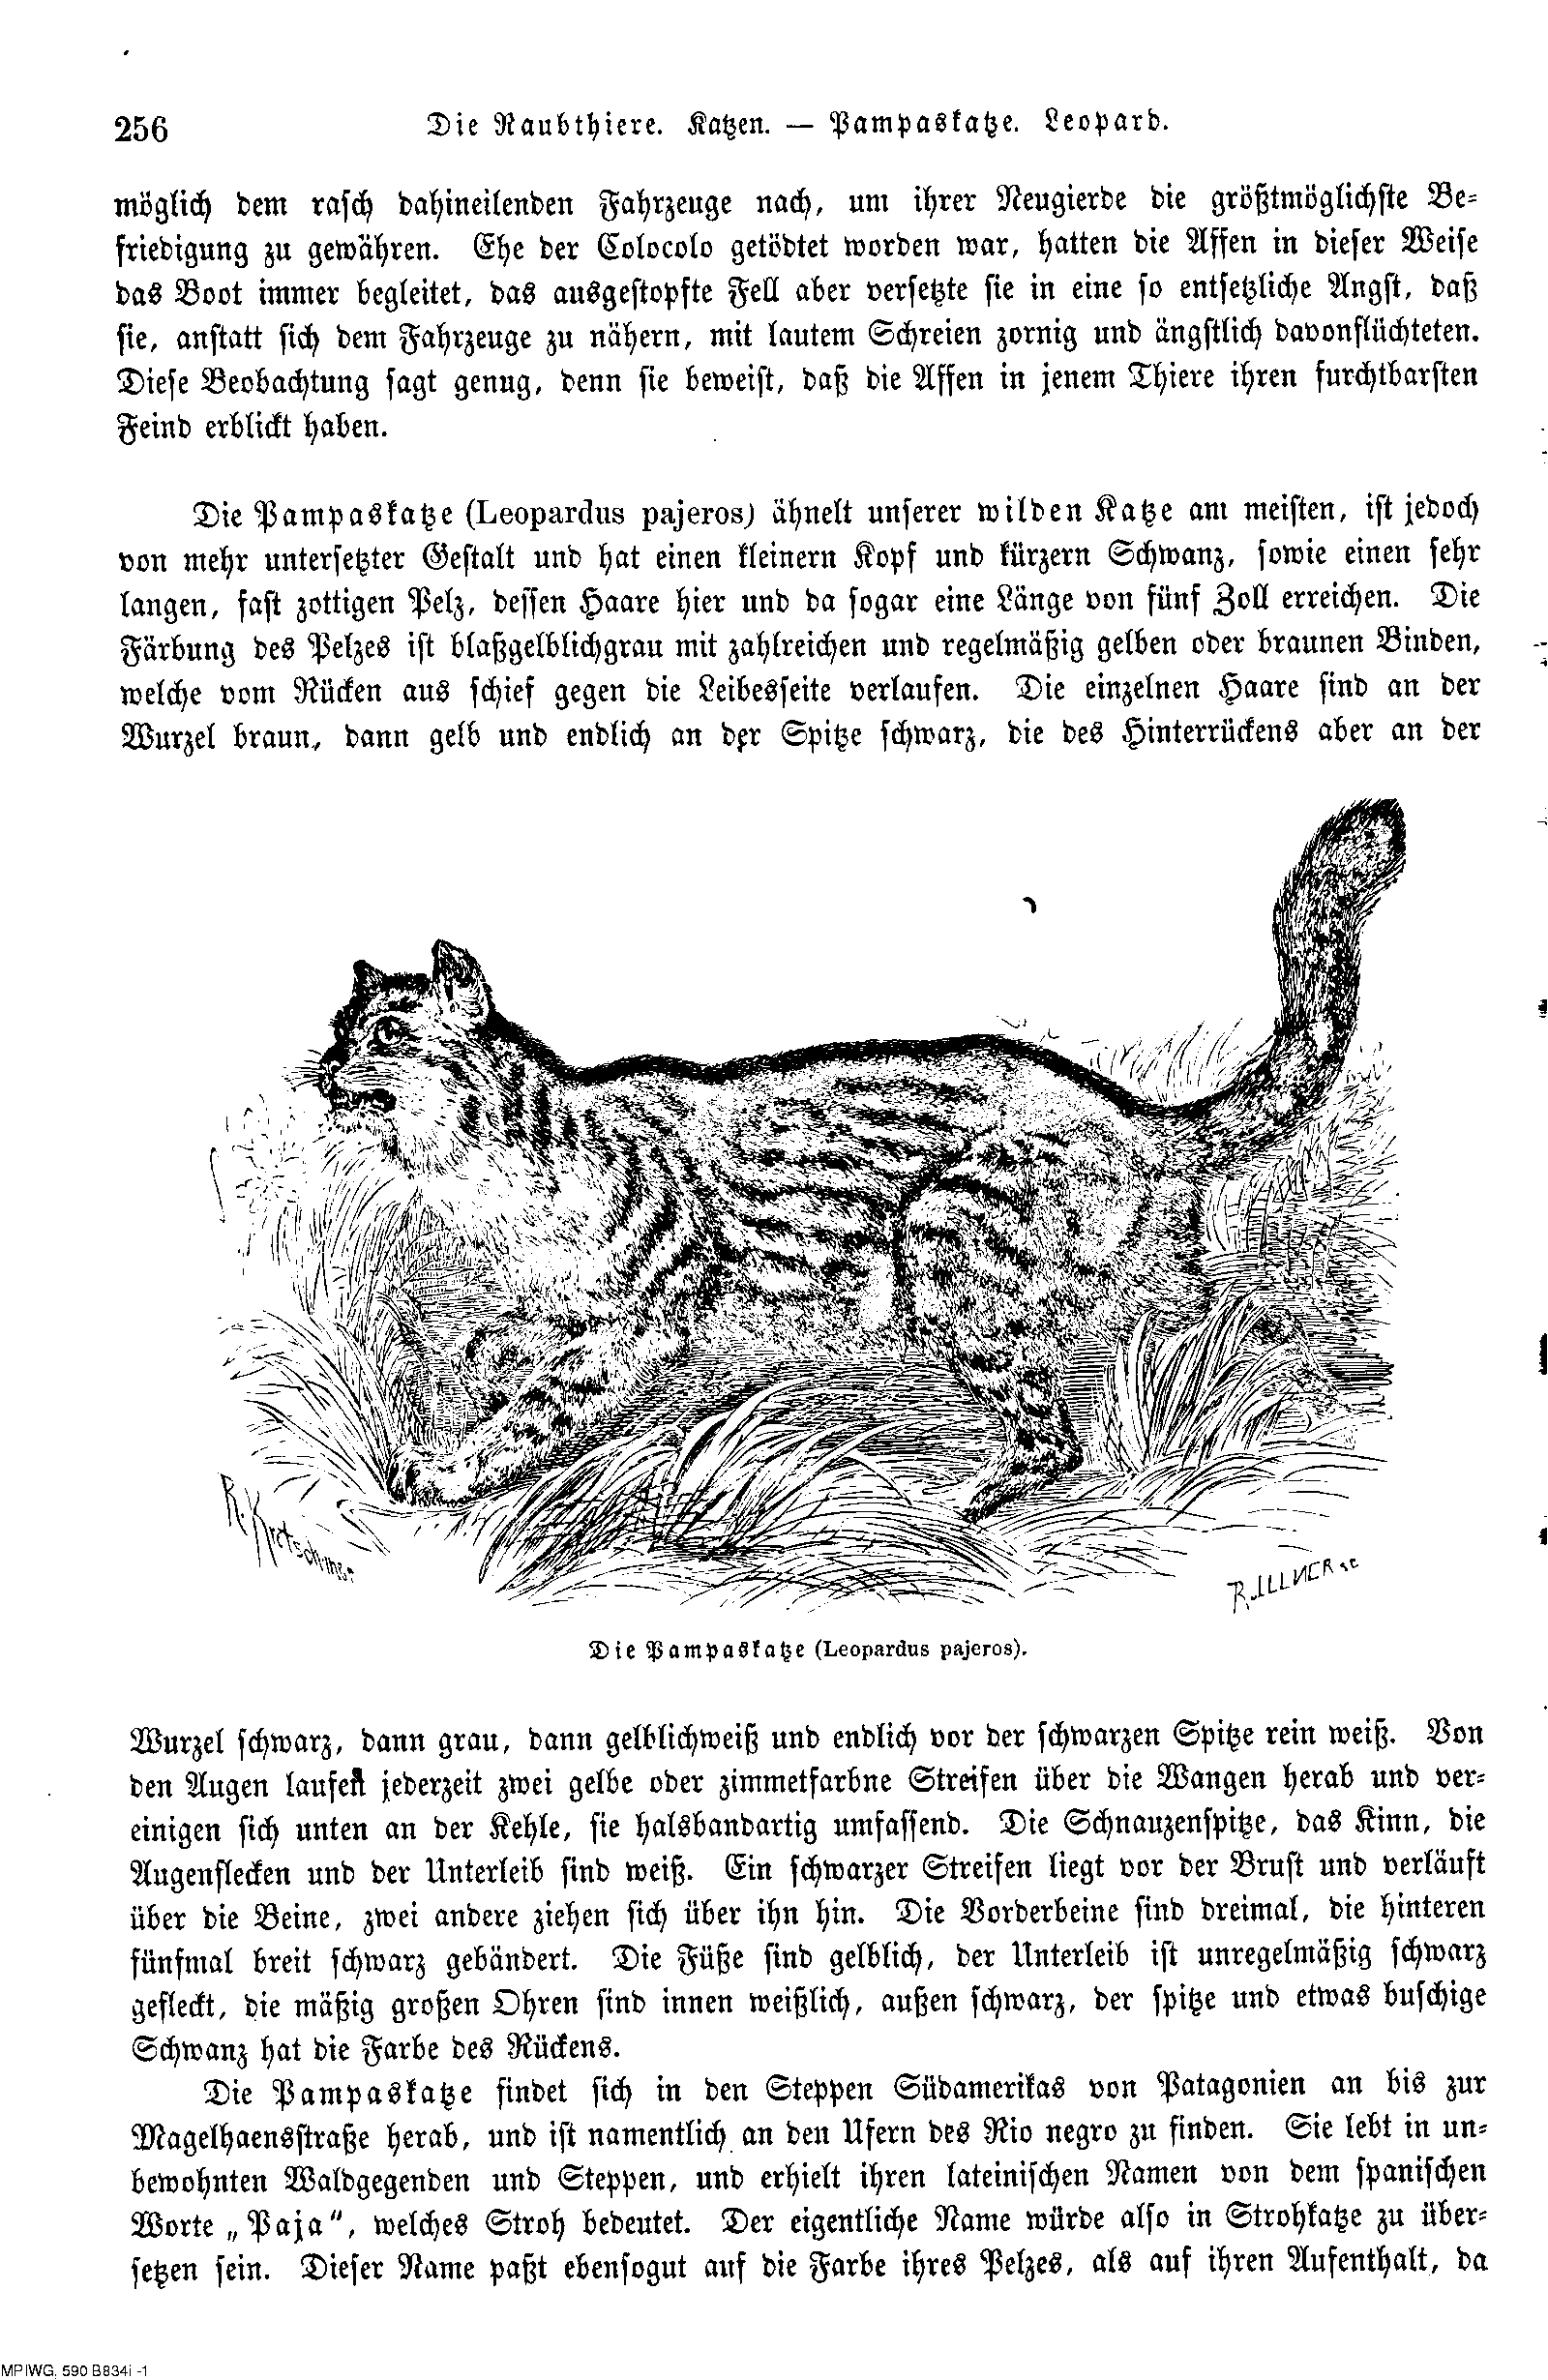 256 Die Raubthiere. Katzen. — Pampaskatze. Leopard.
möglich dem rasch dahineilenden Fahrzeuge nach, um ihrer Neugierde die größtmöglichste Be-
friedigung zu gewähren. Ehe der Colocolo getödtet worden war, hatten die Affen in dieser Weise
das Boot immer begleitet, das ausgestopfte Fell aber versetzte sie in eine so entsetzliche Angst, daß
sie, anstatt sich dem Fahrzeuge zu nähern, mit lautem Schreien zornig und ängstlich davonflüchteten.
Diese Beobachtung sagt genug, denn sie beweist, daß die Affen in jenem Thiere ihren furchtbarsten
Feind erblickt haben.
Die Pampaskatze (Leopardus pajeros) ähnelt unserer wilden Katze am meisten, ist jedoch
von mehr untersetzter Gestalt und hat einen kleinern Kopf und kürzern Schwanz, sowie einen sehr
langen, fast zottigen Pelz, dessen Haare hier und da sogar eine Länge von fünf Zoll erreichen. Die
Färbung des Pelzes ist blaßgelblichgrau mit zahlreichen und regelmäßig gelben oder braunen Binden,
welche vom Rücken aus schief gegen die Leibesseite verlaufen. Die einzelnen Haare sind an der
Wurzel braun, dann gelb und endlich an der Spitze schwarz, die des Hinterrückens aber an der
R. Kretschmer
R. ILLNER sc
Die Pampaskatze (Leopardus pajeros).
Wurzel schwarz, dann grau, dann gelblichweiß und endlich vor der schwarzen Spitze rein weiß. Von
den Augen laufen jederzeit zwei gelbe oder zimmetfarbne Streifen über die Wangen herab und ver-
einigen sich unten an der Kehle, sie halsbandartig umfassend. Die Schnauzenspitze, das Kinn, die
Augenflecken und der Unterleib sind weiß. Ein schwarzer Streifen liegt vor der Brust und verläuft
über die Beine, zwei andere ziehen sich über ihn hin. Die Vorderbeine sind dreimal, die hinteren
fünfmal breit schwarz gebändert. Die Füße sind gelblich, der Unterleib ist unregelmäßig schwarz
gefleckt, die mäßig großen Ohren sind innen weißlich, außen schwarz, der spitze und etwas buschige
Schwanz hat die Farbe des Rückens.
Die Pampaskatze findet sich in den Steppen Südamerikas von Patagonien an bis zur
Magelhaensstraße herab, und ist namentlich an den Ufern des Rio negro zu finden. Sie lebt in un-
bewohnten Waldgegenden und Steppen, und erhielt ihren lateinischen Namen von dem spanischen
Worte „Paja“, welches Stroh bedeutet. Der eigentliche Name würde also in Strohkatze zu über-
setzen sein. Dieser Name paßt ebensogut auf die Farbe ihres Pelzes, als auf ihren Aufenthalt, da
MPIWG, 590 B834i -1